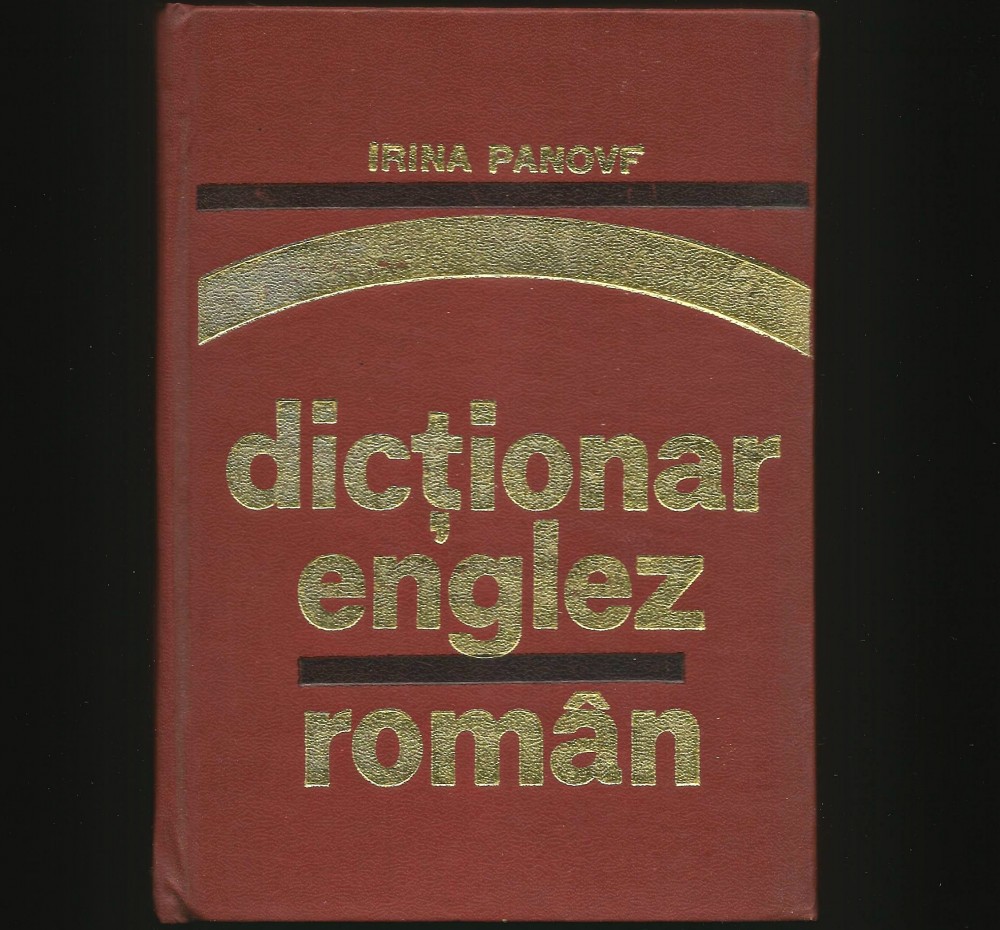 IRINA PANOVF
dicționar
englez
român